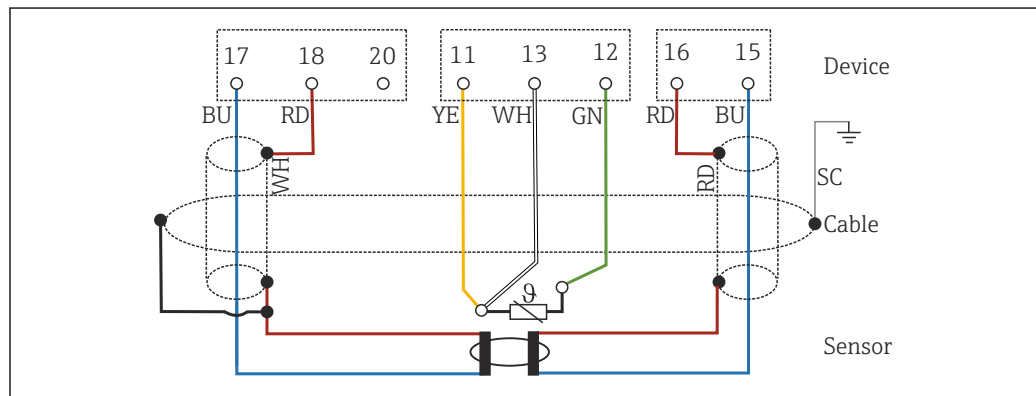 17 18 20 11 13 12 16 15
Device
BU RD YE WH GN RD BU
WH
RD
SC
Cable
ϑ
Sensor